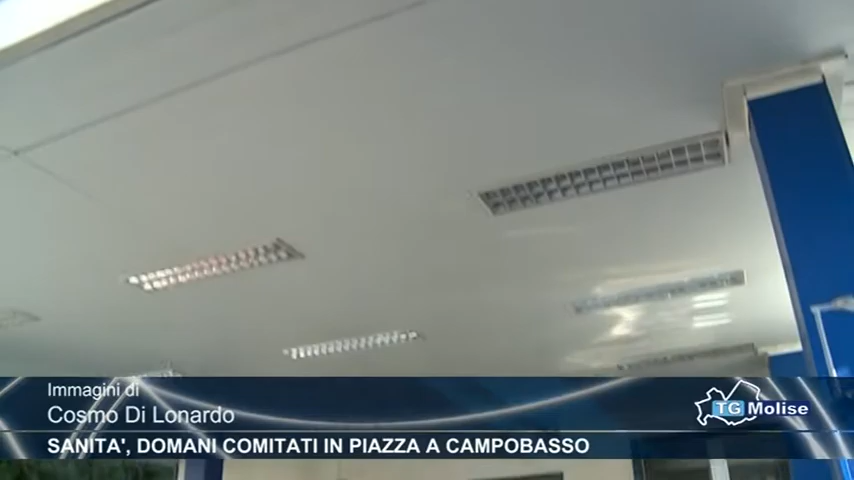 Immagini di
Cosmo Di Lonardo
TG Molise
SANITA', DOMANI COMITATI IN PIAZZA A CAMPOBASSO